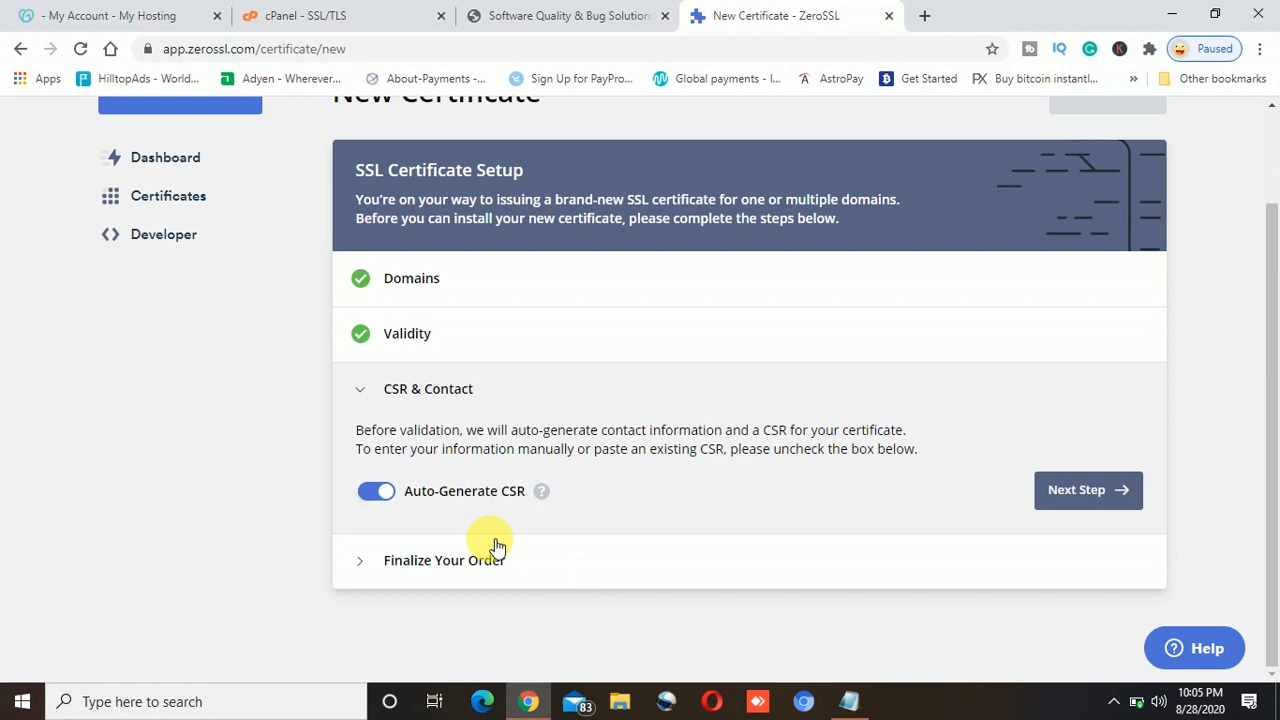 - My Account - My Hosting
cPanel - SSL/TLS
Software Quality & Bug Solution
New Certificate - ZeroSSL
app.zerossl.com/certificate/new
Paused
Apps
HilltopAds - World...
Adyen - Wherever...
About-Payments -...
Sign Up for PayPro...
Global payments - I...
AstroPay
Get Started
Buy bitcoin instantl...
Other bookmarks
New Certificate
Dashboard
Certificates
Developer
SSL Certificate Setup
You're on your way to issuing a brand-new SSL certificate for one or multiple domains.
Before you can install your new certificate, please complete the steps below.
Domains
Validity
CSR & Contact
Before validation, we will auto-generate contact information and a CSR for your certificate.
To enter your information manually or paste an existing CSR, please uncheck the box below.
Auto-Generate CSR ?
Next Step →
Finalize Your Order
? Help
Type here to search
83
10:05 PM
8/28/2020